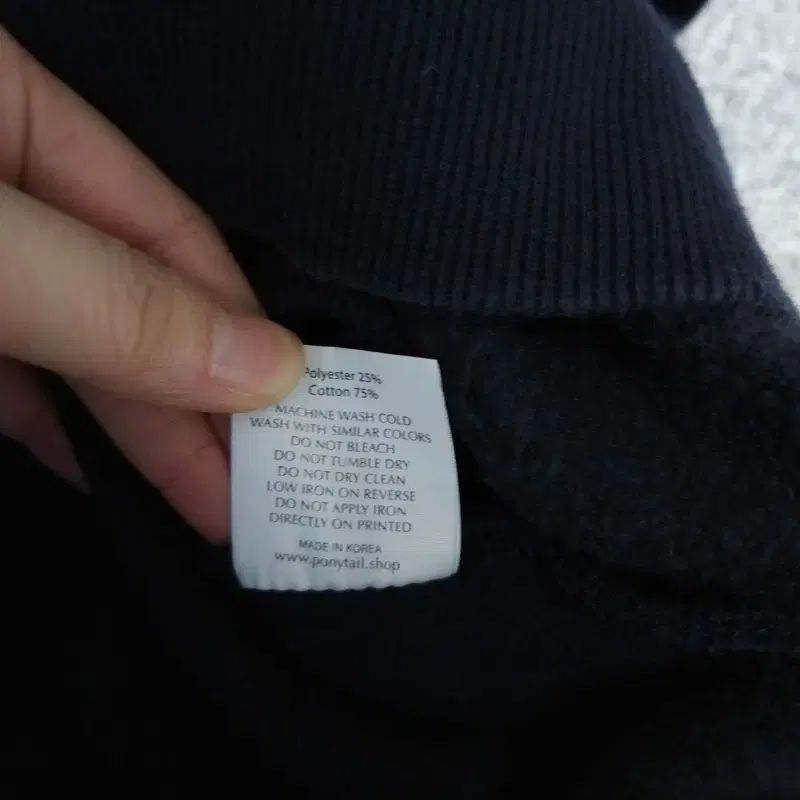 Polyester 25%
Cotton 75%
MACHINE WASH COLD
WASH WITH SIMILAR COLORS
DO NOT BLEACH
DO NOT TUMBLE DRY
DO NOT DRY CLEAN
LOW IRON ON REVERSE
DO NOT APPLY IRON
DIRECTLY ON PRINTED
MADE IN KOREA
www.ponytail.shop